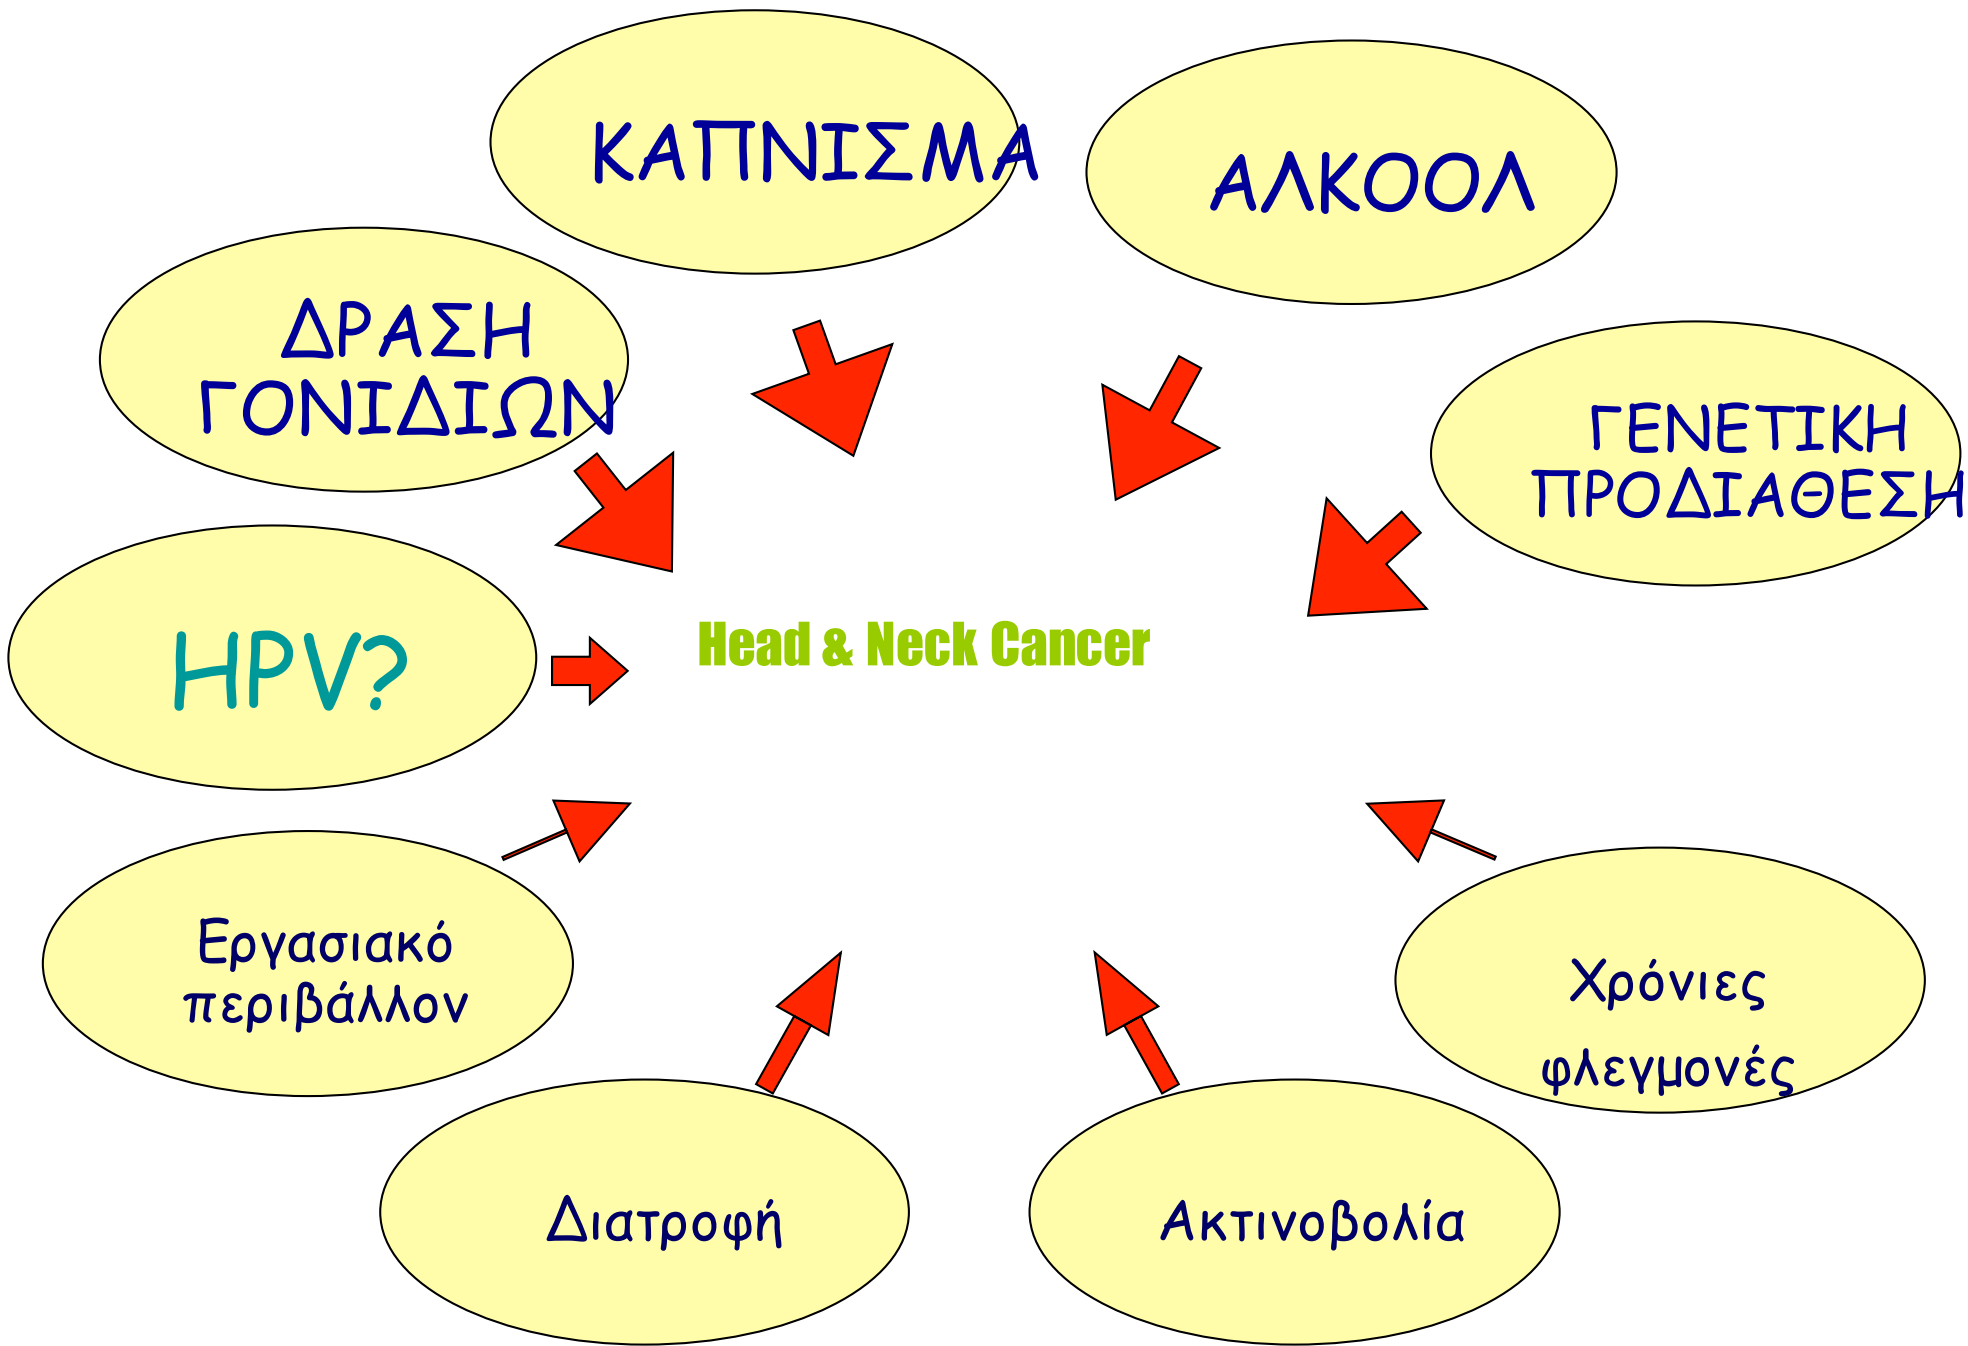 ΚΑΠΝΙΣΜΑ
ΑΛΚΟΟΛ
ΔΡΑΣΗ
ΓΟΝΙΔΙΩΝ
ΓΕΝΕΤΙΚΗ
ΠΡΟΔΙΑΘΕΣΗ
HPV?
Head & Neck Cancer
Εργασιακό
περιβάλλον
Χρόνιες
φλεγμονές
Διατροφή
Ακτινοβολία